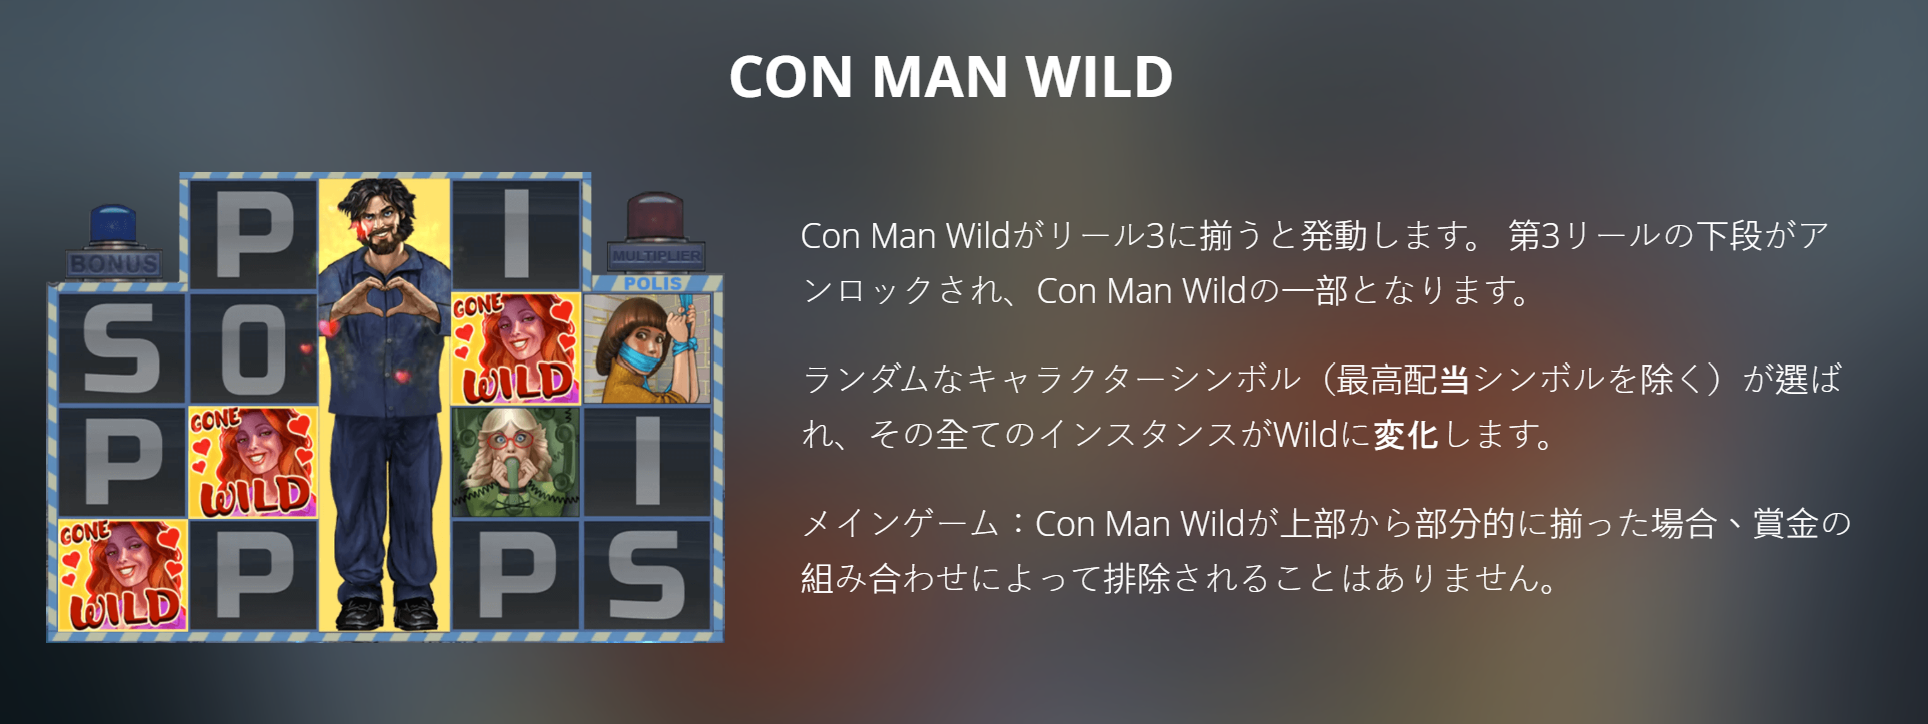 CON MAN WILD
BONUS
MULTIPLIER
POLIS
P I
S O GONE WILD
P GONE WILD I
GONE WILD P P S
Con Man Wildがリール3に揃うと発動します。 第3リールの下段がア
ンロックされ、Con Man Wildの一部となります。
ランダムなキャラクターシンボル（最高配当シンボルを除く）が選ば
れ、その全てのインスタンスがWildに変化します。
メインゲーム：Con Man Wildが上部から部分的に揃った場合、賞金の
組み合わせによって排除されることはありません。